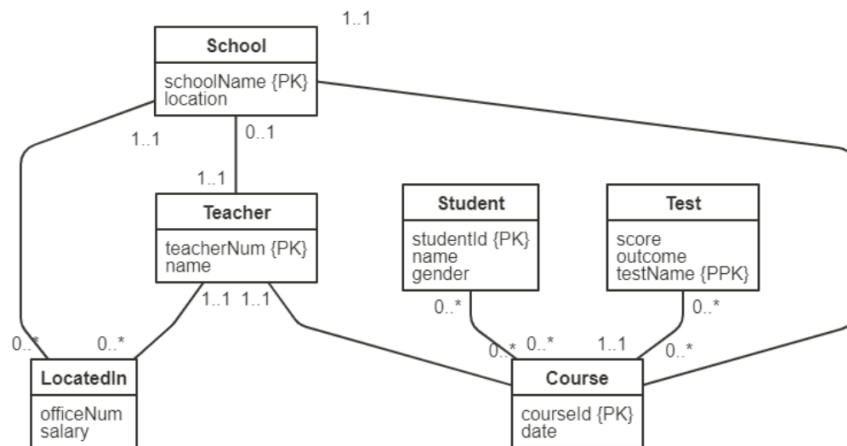 1..1
School
schoolName {PK}
location
1..1
0..1
1..1
Teacher
teacherNum {PK}
name
Student
studentId {PK}
name
gender
Test
score
outcome
testName {PPK}
1..1
1..1
0..*
0..*
0..*
0..*
0..*
0..*
1..1
0..*
LocatedIn
officeNum
salary
Course
courseId {PK}
date